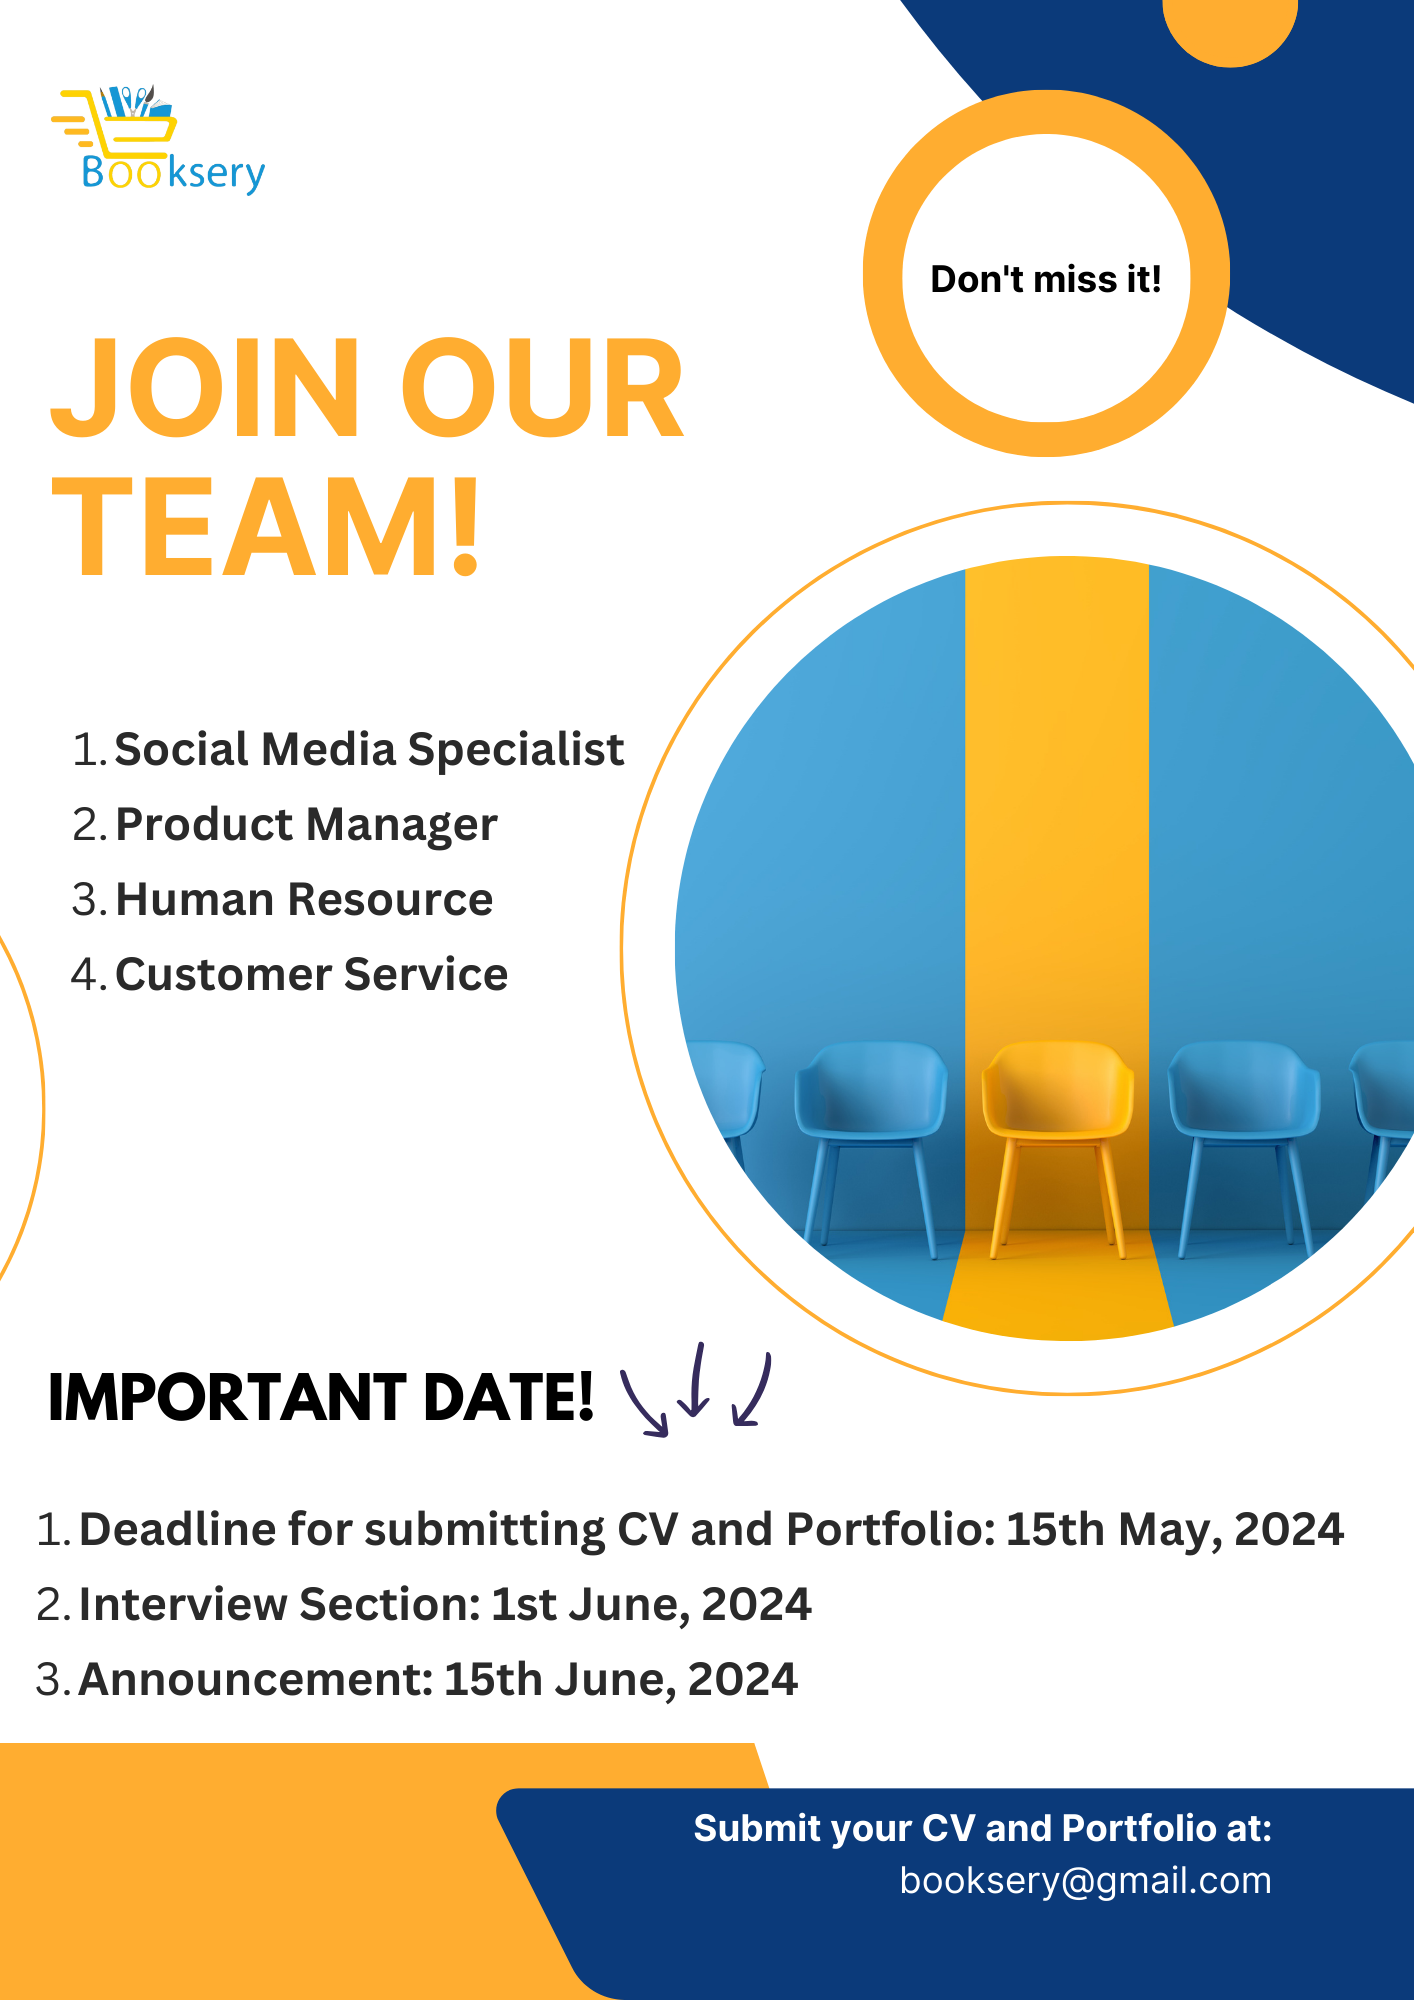 Booksery
Don't miss it!
JOIN OUR
TEAM!
1. Social Media Specialist
2. Product Manager
3. Human Resource
4. Customer Service
IMPORTANT DATE!
1. Deadline for submitting CV and Portfolio: 15th May, 2024
2. Interview Section: 1st June, 2024
3. Announcement: 15th June, 2024
Submit your CV and Portfolio at:
booksery@gmail.com